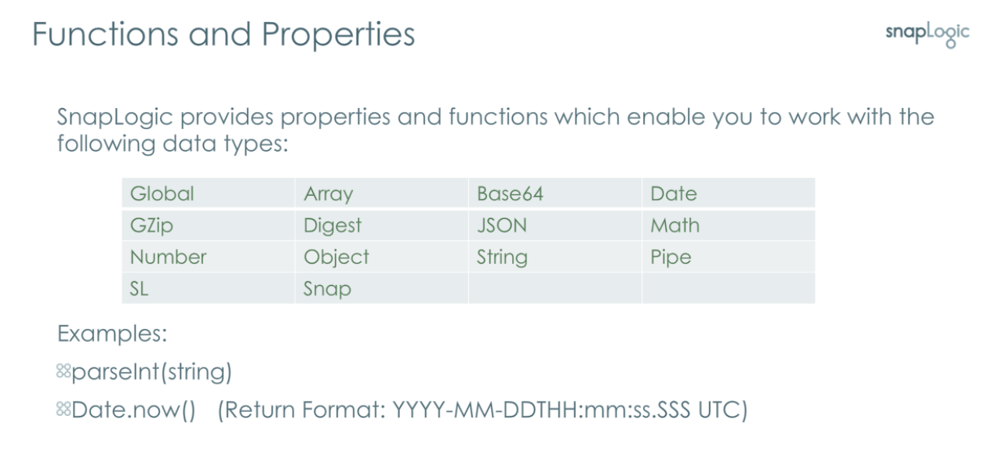 Functions and Properties
snapLogic
SnapLogic provides properties and functions which enable you to work with the
following data types:
Global Array Base64 Date
GZip Digest JSON Math
Number Object String Pipe
SL Snap
Examples:
parseInt(string)
Date.now() (Return Format: YYYY-MM-DDTHH:mm:ss.SSS UTC)